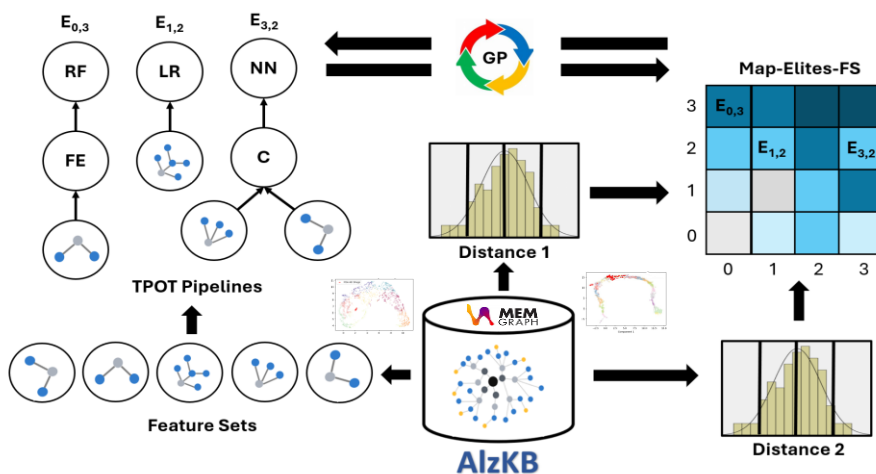 E0,3
E1,2
E3,2
RF
LR
NN
GP
Map-Elites-FS
FE
C
3
E0,3
2
E1,2
E3,2
1
0
0
1
2
3
Distance 1
TPOT Pipelines
MEM
GRAPH
Feature Sets
AlzKB
Distance 2